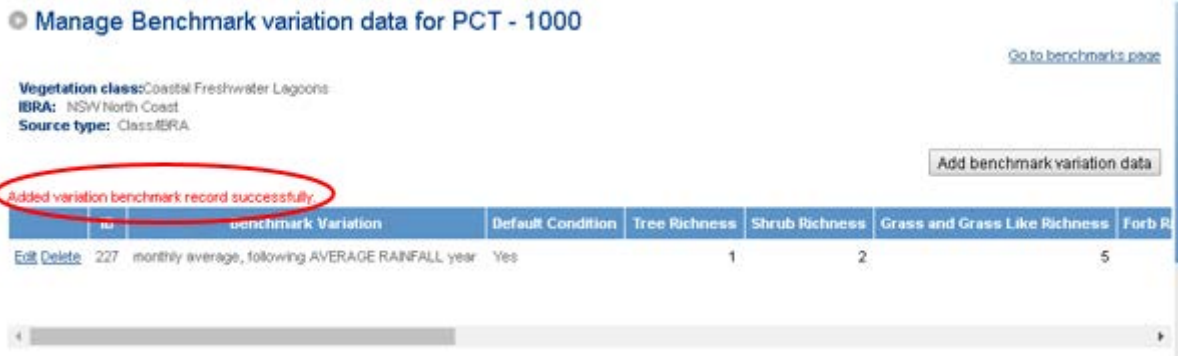 Manage Benchmark variation data for PCT - 1000
Go to benchmarks page
Vegetation class:Coastal Freshwater Lagoons
IBRA: NSW North Coast
Source type: Class/IBRA
Add benchmark variation data
Added variation benchmark record successfully.
ID Benchmark Variation Default Condition Tree Richness Shrub Richness Grass and Grass Like Richness Forb R
Edit Delete 227 monthly average, following AVERAGE RAINFALL year Yes 1 2 5